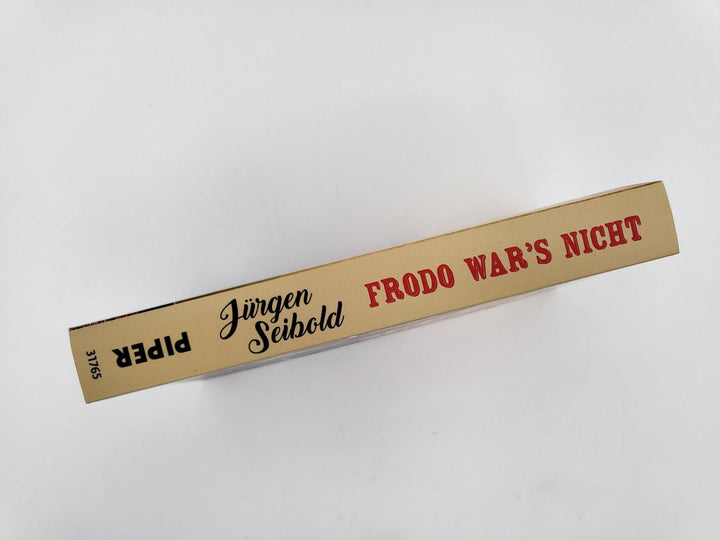 31765
PIPER
Jürgen
Seibold
FRODO WAR'S NICHT